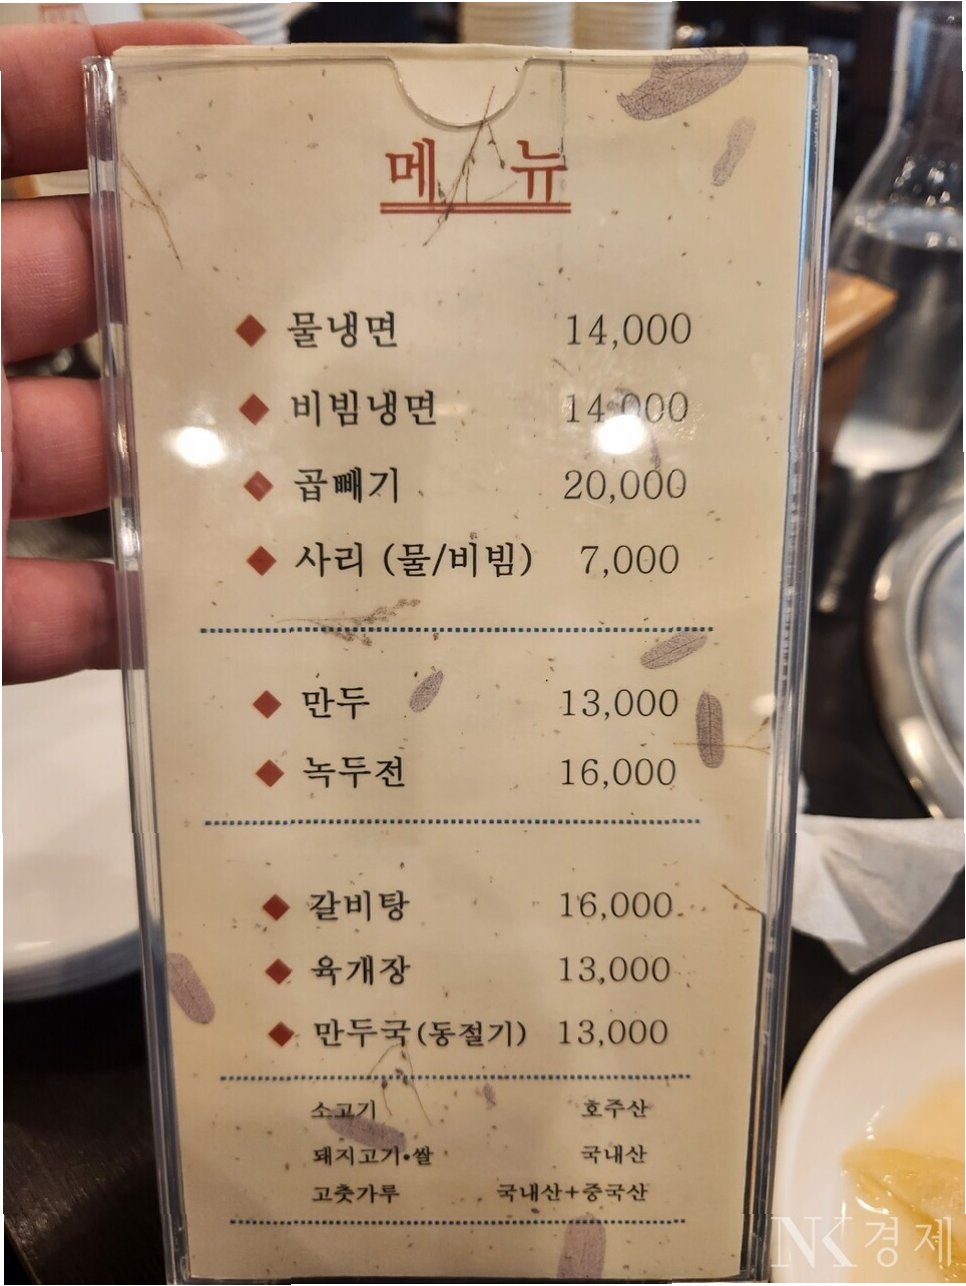 메 뉴
◆ 물냉면 14,000
◆ 비빔냉면 14,000
◆ 곱빼기 20,000
◆ 사리 (물/비빔) 7,000
◆ 만두 13,000
◆ 녹두전 16,000
◆ 갈비탕 16,000
◆ 육개장 13,000
◆ 만두국(동절기) 13,000
소고기 호주산
돼지고기•쌀 국내산
고춧가루 국내산+중국산
NK경제